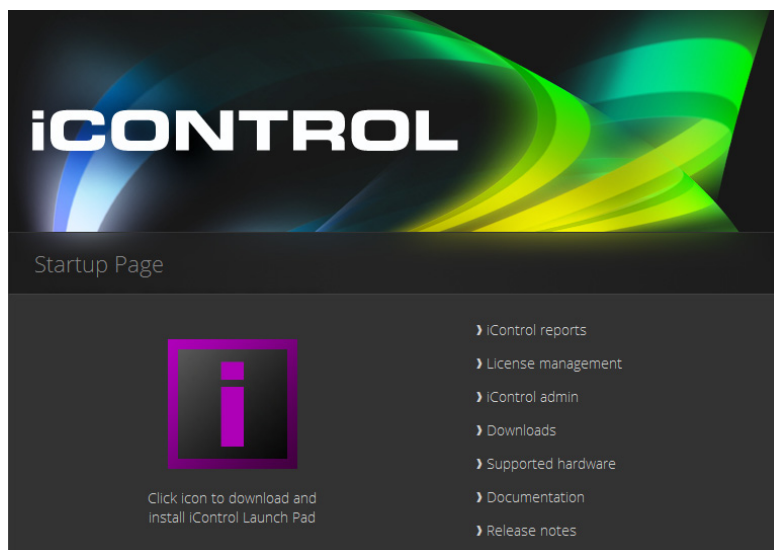 iCONTROL
Startup Page
i
Click icon to download and
install iControl Launch Pad
iControl reports
License management
iControl admin
Downloads
Supported hardware
Documentation
Release notes